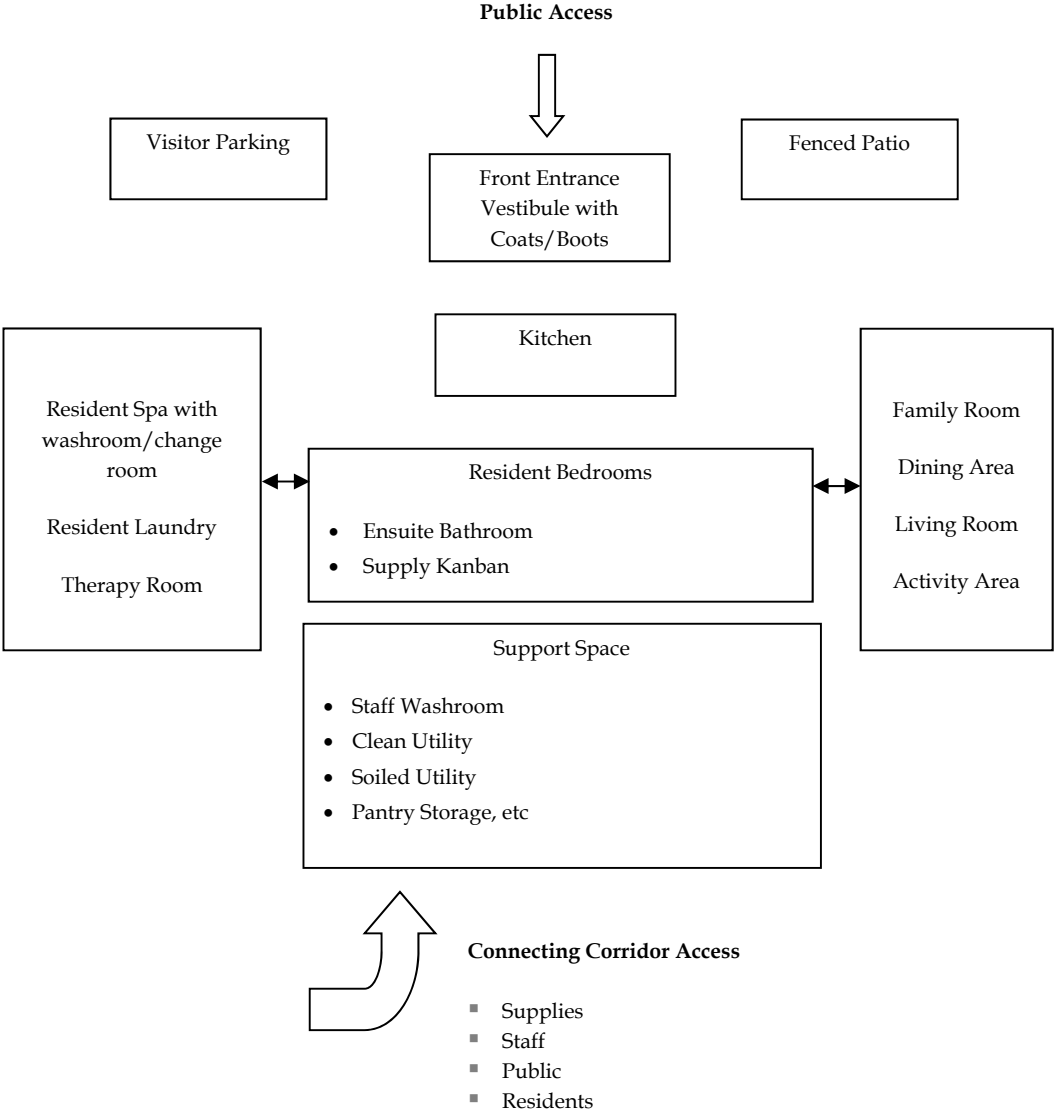 Public Access
Visitor Parking
Fenced Patio
Front Entrance
Vestibule with
Coats/Boots
Kitchen
Resident Spa with
washroom/change
room
Resident Laundry
Therapy Room
Resident Bedrooms
• Ensuite Bathroom
• Supply Kanban
Family Room
Dining Area
Living Room
Activity Area
Support Space
• Staff Washroom
• Clean Utility
• Soiled Utility
• Pantry Storage, etc
Connecting Corridor Access
▪ Supplies
▪ Staff
▪ Public
▪ Residents